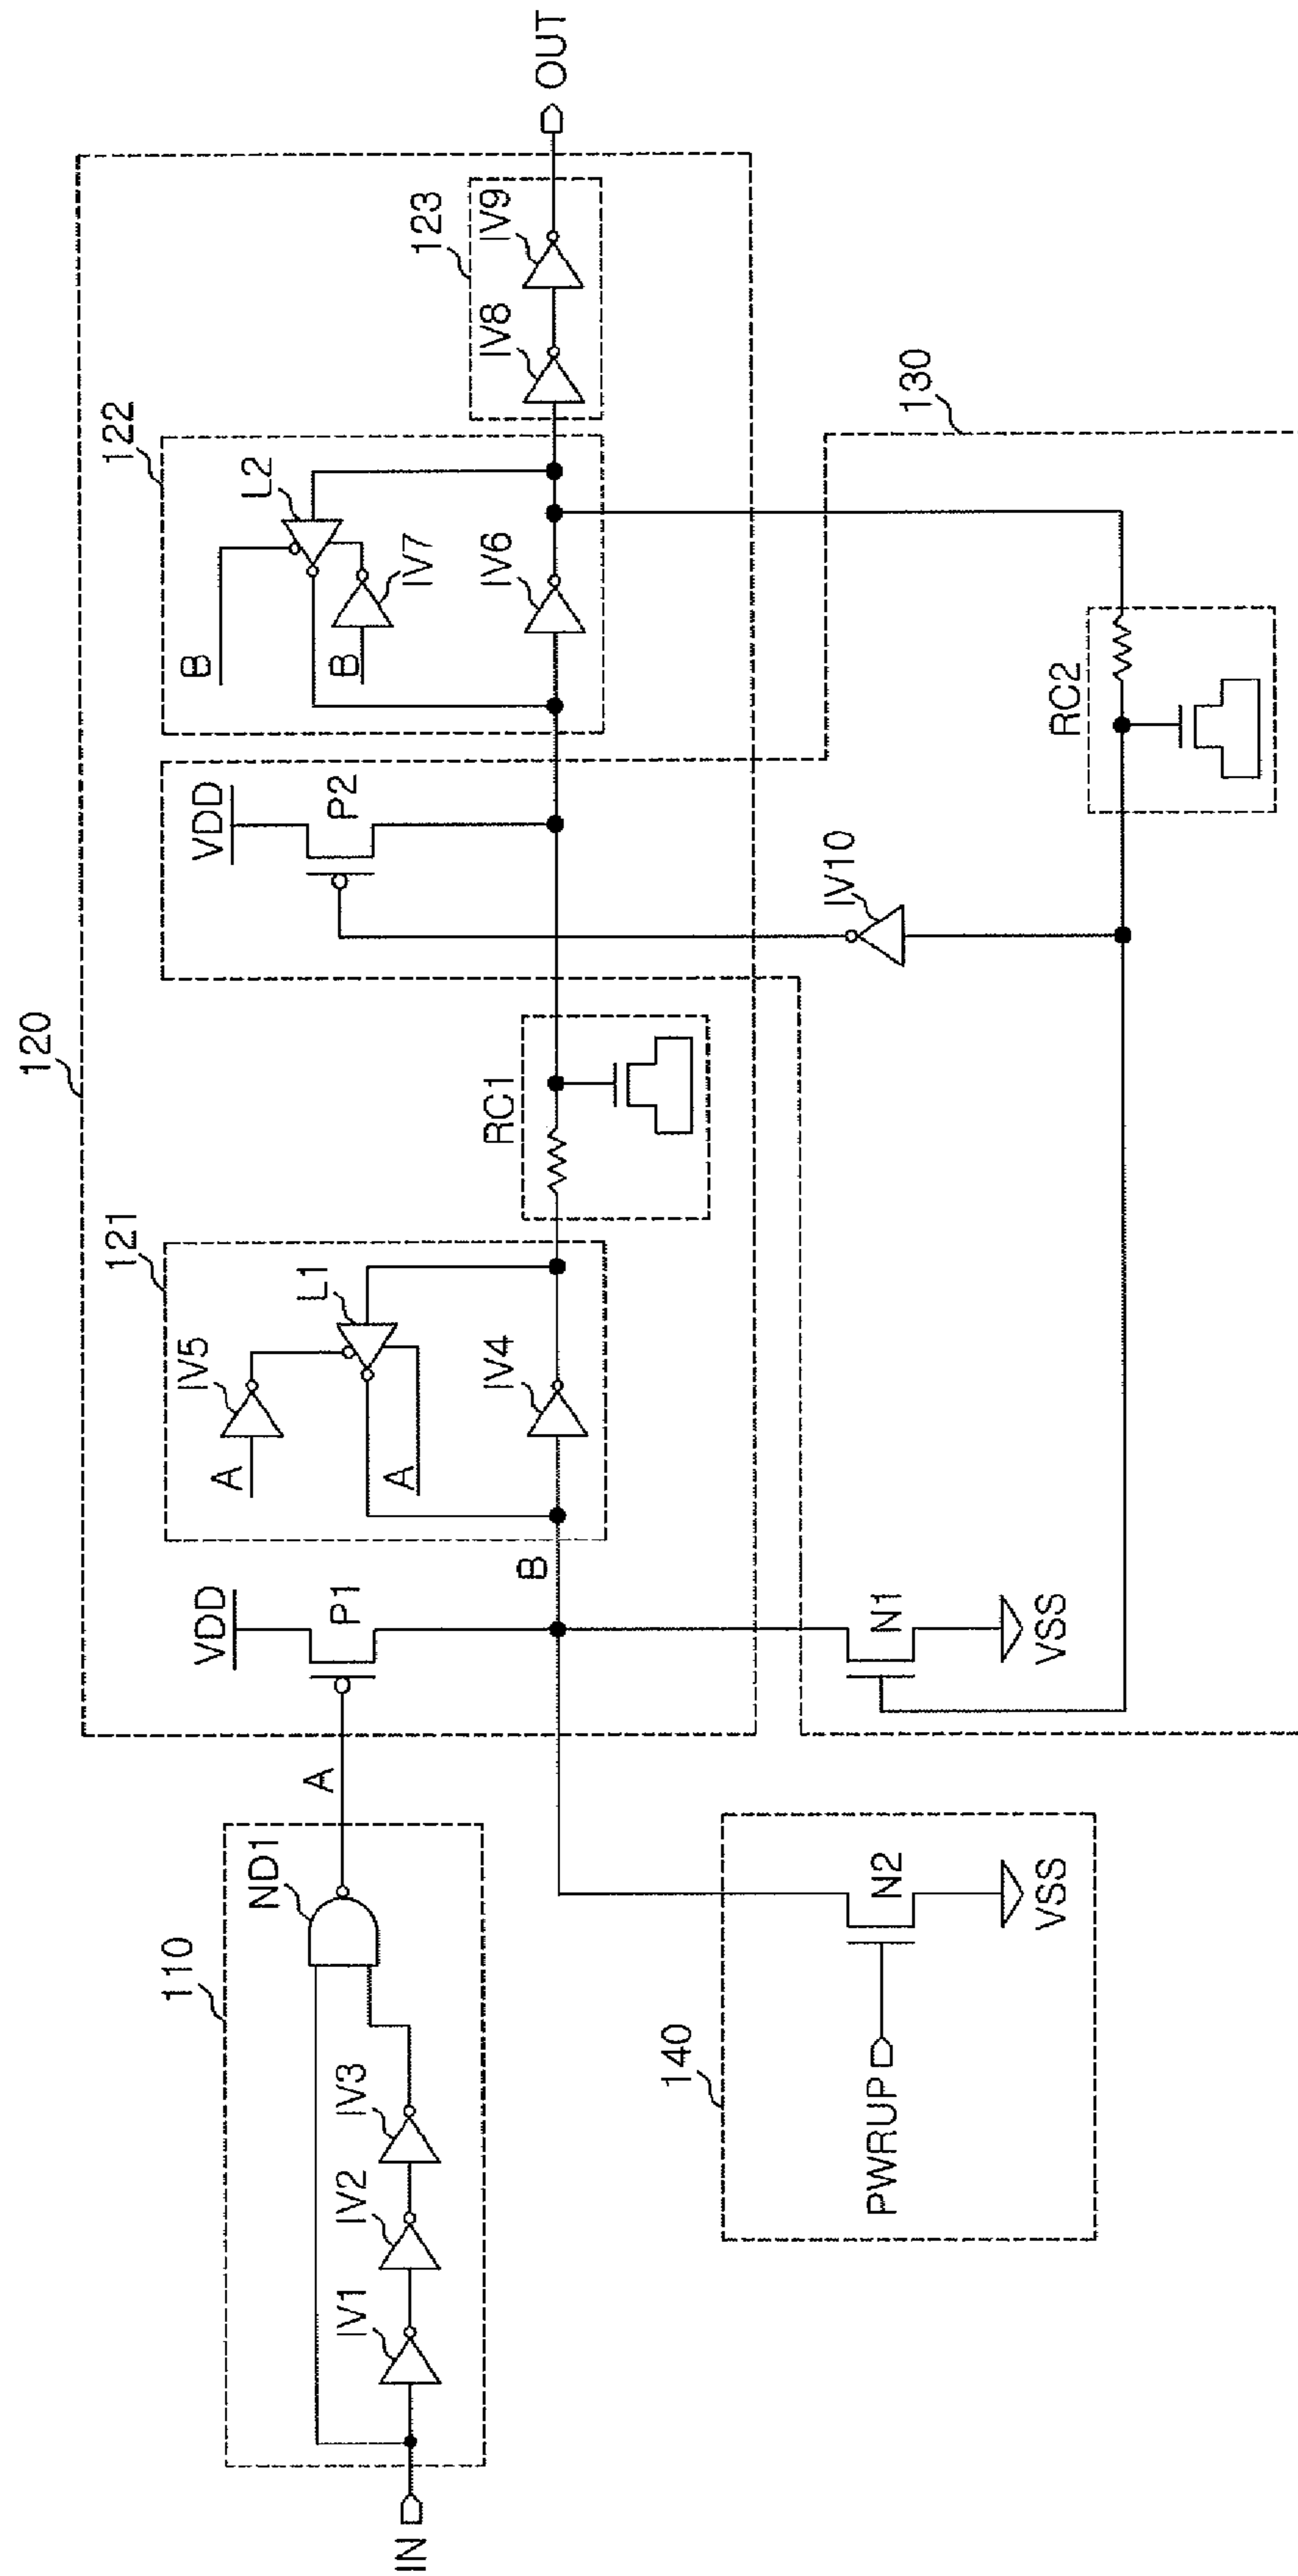 120
121
122
123
VDD
P1
IV5
A
L1
A
IV4
B
RC1
VDD
P2
B
L2
B
IV7
IV6
IV8
IV9
OUT
110
ND1
A
IV1
IV2
IV3
IN
140
PWRUP
N2
VSS
N1
VSS
IV10
130
RC2